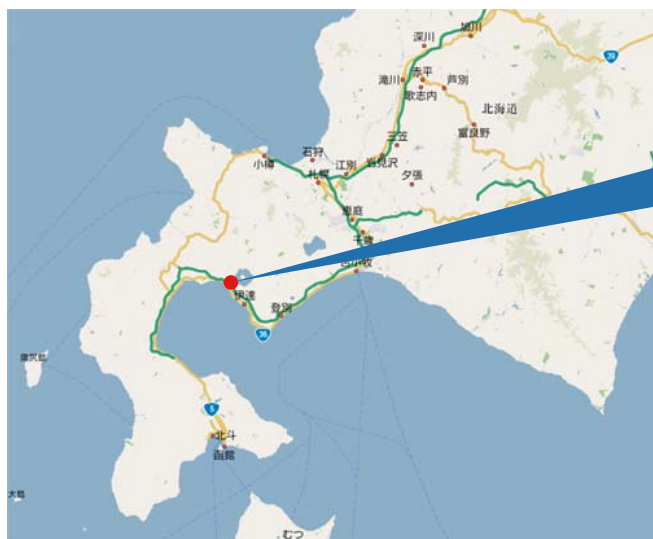 深川
旭川
39
滝川
赤平
芦別
歌志内
北海道
三笠
富良野
石狩
小樽
江別
岩見沢
札幌
夕張
恵庭
千歳
苫小牧
伊達
登別
36
奥尻郡
5
北斗
函館
大島
むつ